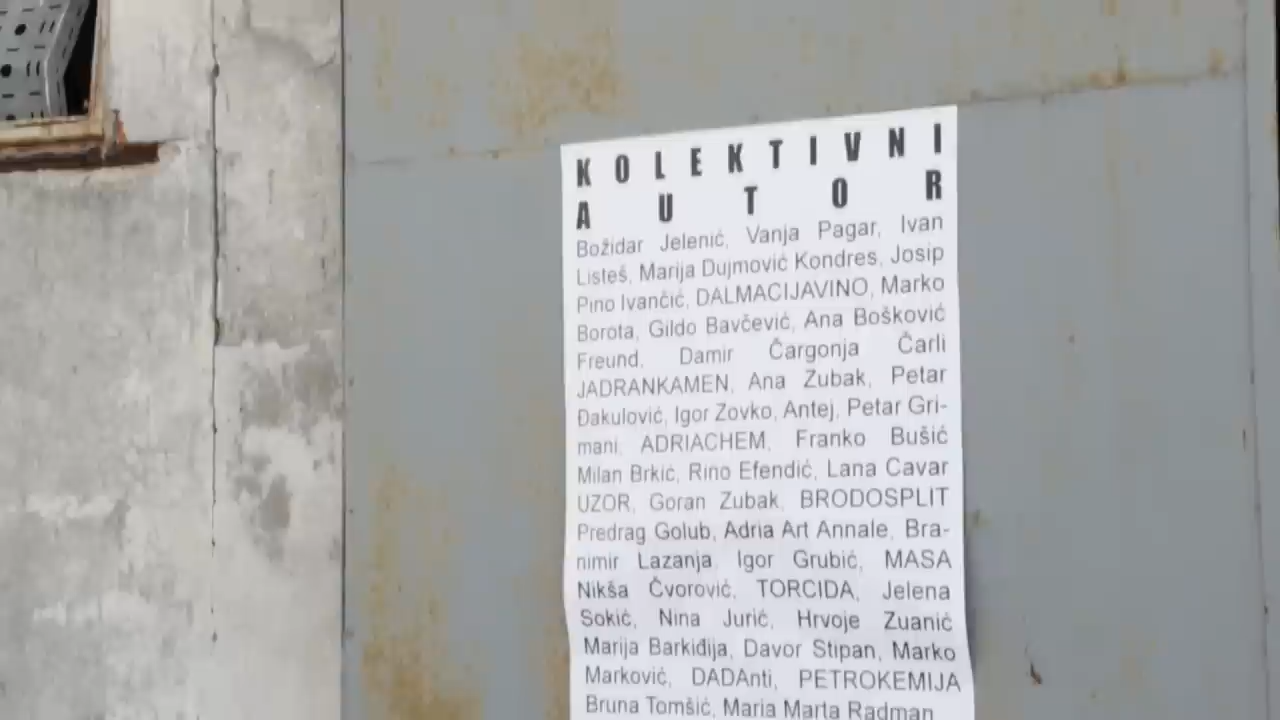 KOLEKTIVNI
AUTOR
Božidar Jelenić, Vanja Pagar, Ivan
Listeš, Marija Dujmović Kondres, Josip
Pino Ivančić, DALMACIJAVINO, Marko
Borota, Gildo Bavčević, Ana Bošković
Freund, Damir Čargonja Čarli
JADRANKAMEN, Ana Zubak, Petar
Đakulović, Igor Zovko, Antej, Petar Gri-
mani, ADRIACHEM, Franko Bušić
Milan Brkić, Rino Efendić, Lana Cavar
UZOR, Goran Zubak, BRODOSPLIT
Predrag Golub, Adria Art Annale, Bra-
nimir Lazanja, Igor Grubić, MASA
Nikša Čvorović, TORCIDA, Jelena
Sokić, Nina Jurić, Hrvoje Zuanić
Marija Barkiđija, Davor Stipan, Marko
Marković, DADAnti, PETROKEMIJA
Bruna Tomšić, Maria Marta Radman